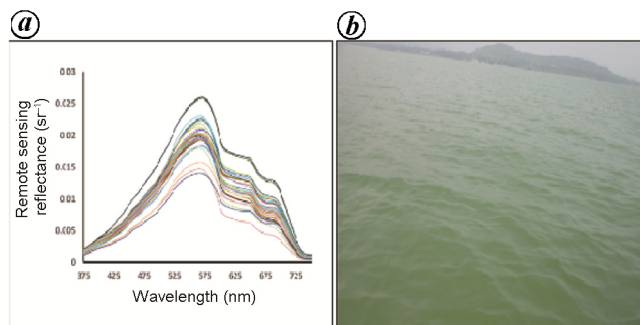 a
b
0.03
0.025
0.02
0.015
0.01
0.005
0
375 425 475 525 575 625 675 725
Remote sensing
reflectance (sr⁻¹)
Wavelength (nm)